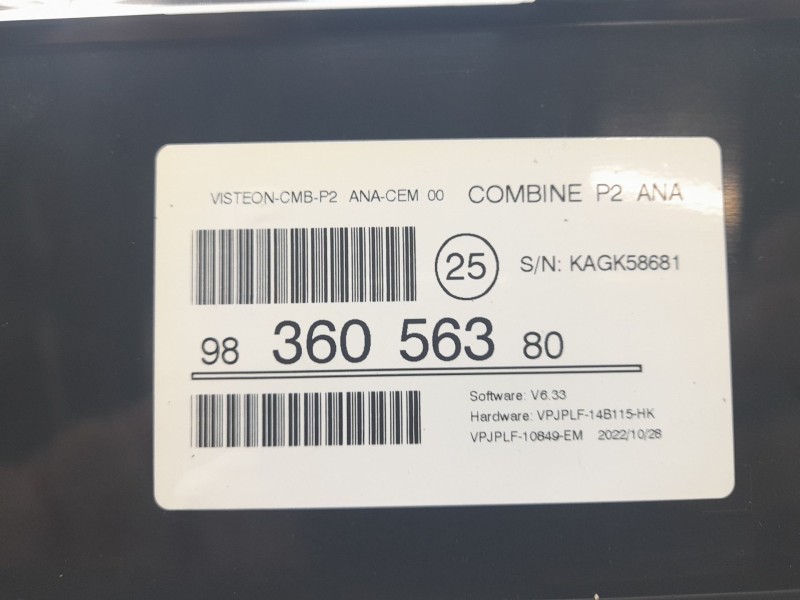 VISTEON-CMB-P2 ANA-CEM 00 COMBINE P2 ANA
25 S/N: KAGK58681
98 360 563 80
Software: V6.33
Hardware: VPJPLF-14B115-HK
VPJPLF-10849-EM 2022/10/28